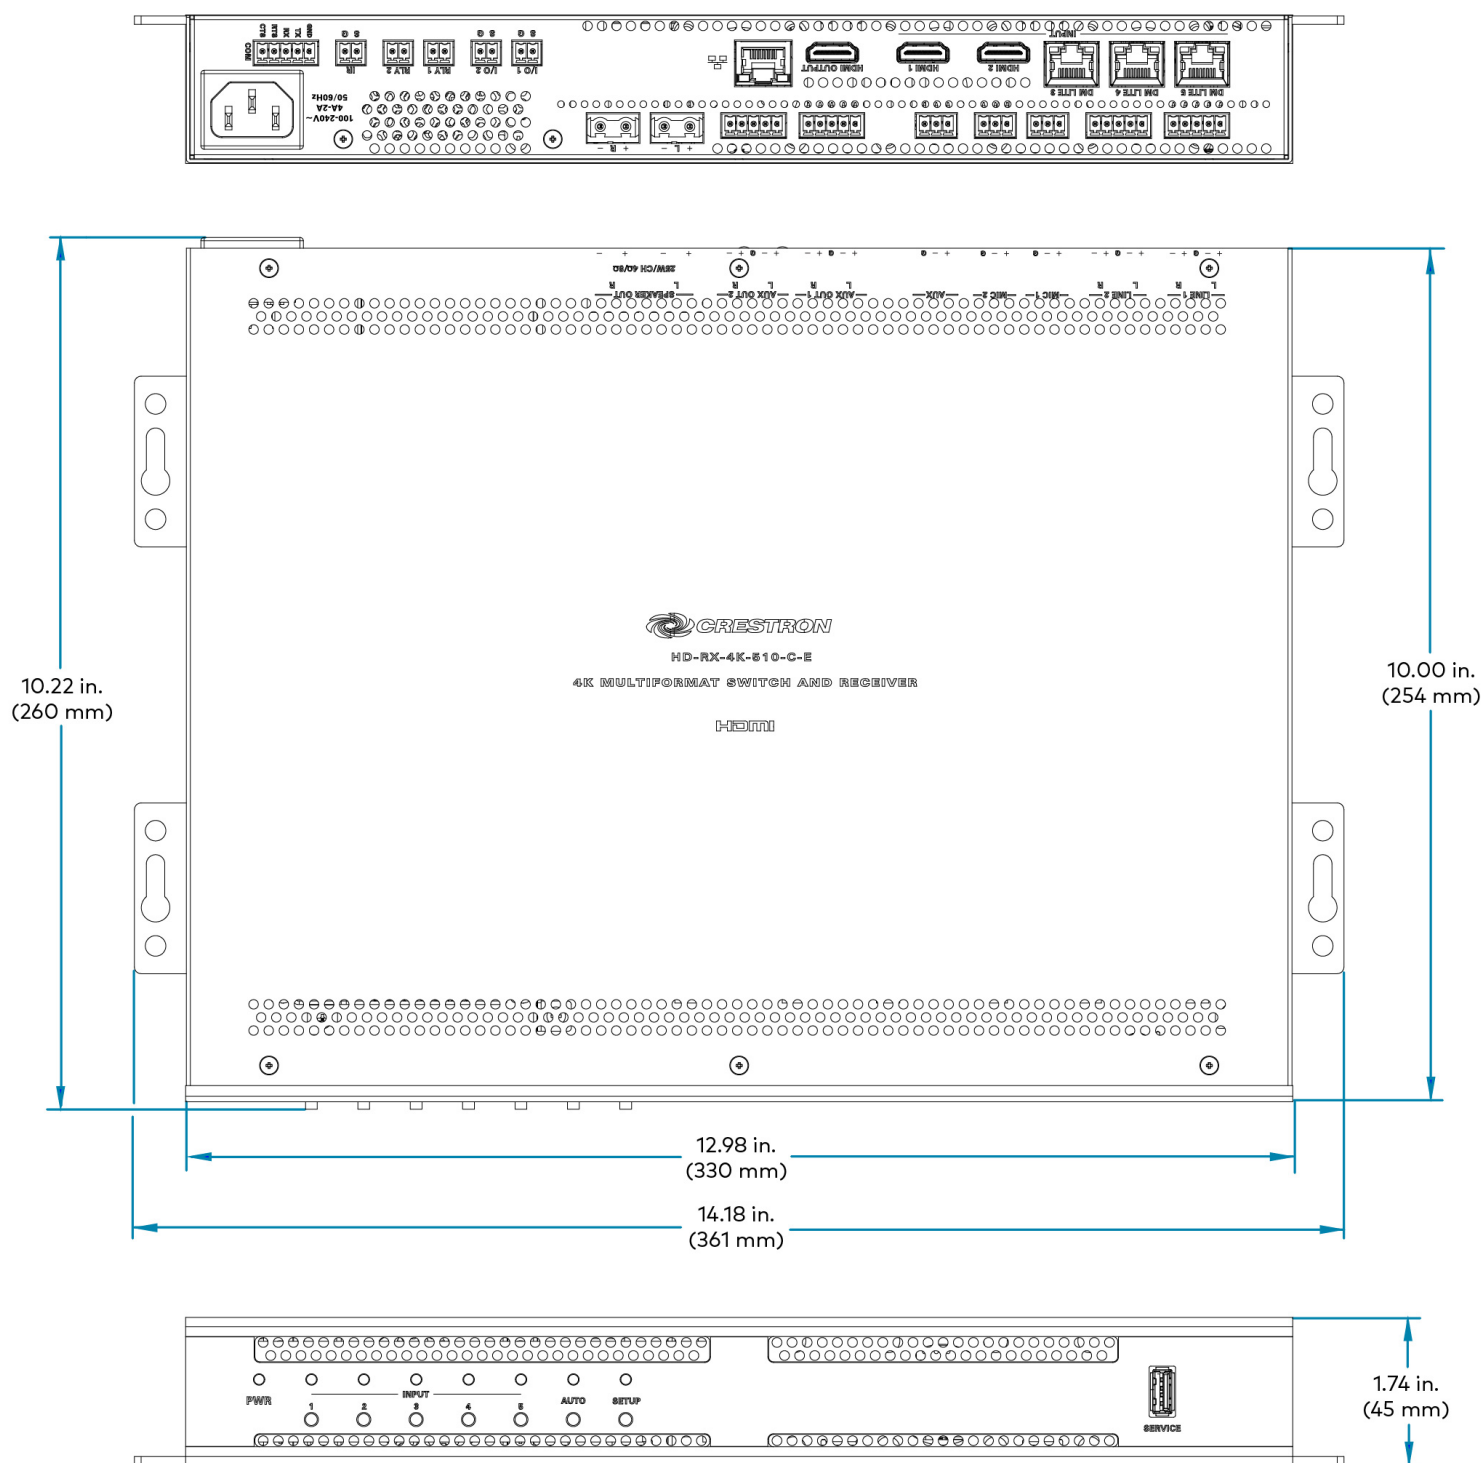 COM
CTS RTS RX TX GND
IR
S G
RLY 2
RLY 1
I/O 2
G S
I/O 1
G S
100-240V~
4A-2A
50/60Hz
HDMI OUTPUT
INPUT
HDMI 1
HDMI 2
DM LITE 3
DM LITE 4
DM LITE 5
- R +
- L +
- + - +
- + G - +
- + G - +
G - +
G - +
G - +
- + G - +
- + G - +
25W/CH 4Ω/8Ω
R SPEAKER OUT L
R AUX OUT 2 L
R AUX OUT 1 L
AUX
MIC 2
MIC 1
R LINE 2 L
R LINE 1 L
CRESTRON
HD-RX-4K-510-C-E
4K MULTIFORMAT SWITCH AND RECEIVER
HDMI
10.22 in.
(260 mm)
10.00 in.
(254 mm)
12.98 in.
(330 mm)
14.18 in.
(361 mm)
PWR
INPUT
1 2 3 4 5
AUTO
SETUP
SERVICE
1.74 in.
(45 mm)